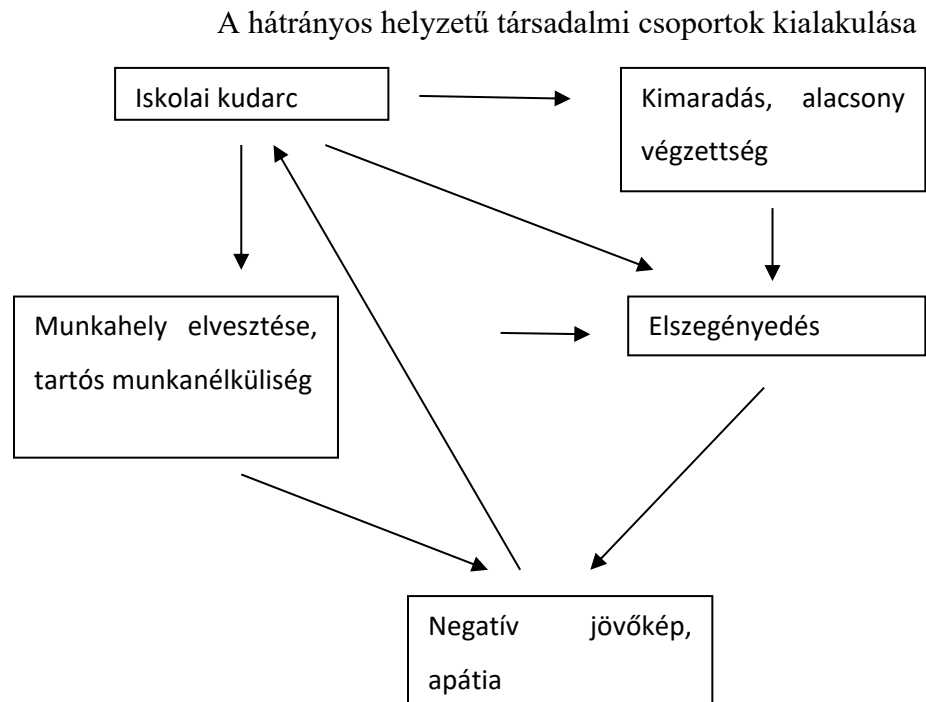 A hátrányos helyzetű társadalmi csoportok kialakulása
Iskolai kudarc
Kimaradás, alacsony
végzettség
Munkahely elvesztése,
tartós munkanélküliség
Elszegényedés
Negatív jövőkép,
apátia